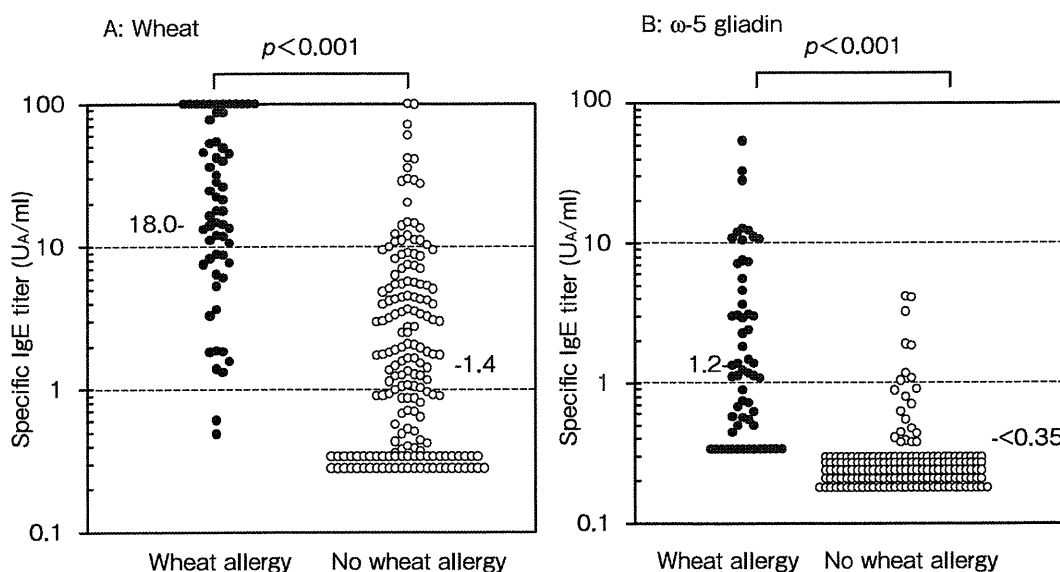 A: Wheat
p<0.001
Specific IgE titer (UA/ml)
100
10
1
0.1
18.0-
-1.4
Wheat allergy
No wheat allergy
B: ω-5 gliadin
p<0.001
Specific IgE titer (UA/ml)
100
10
1
0.1
1.2-
-<0.35
Wheat allergy
No wheat allergy